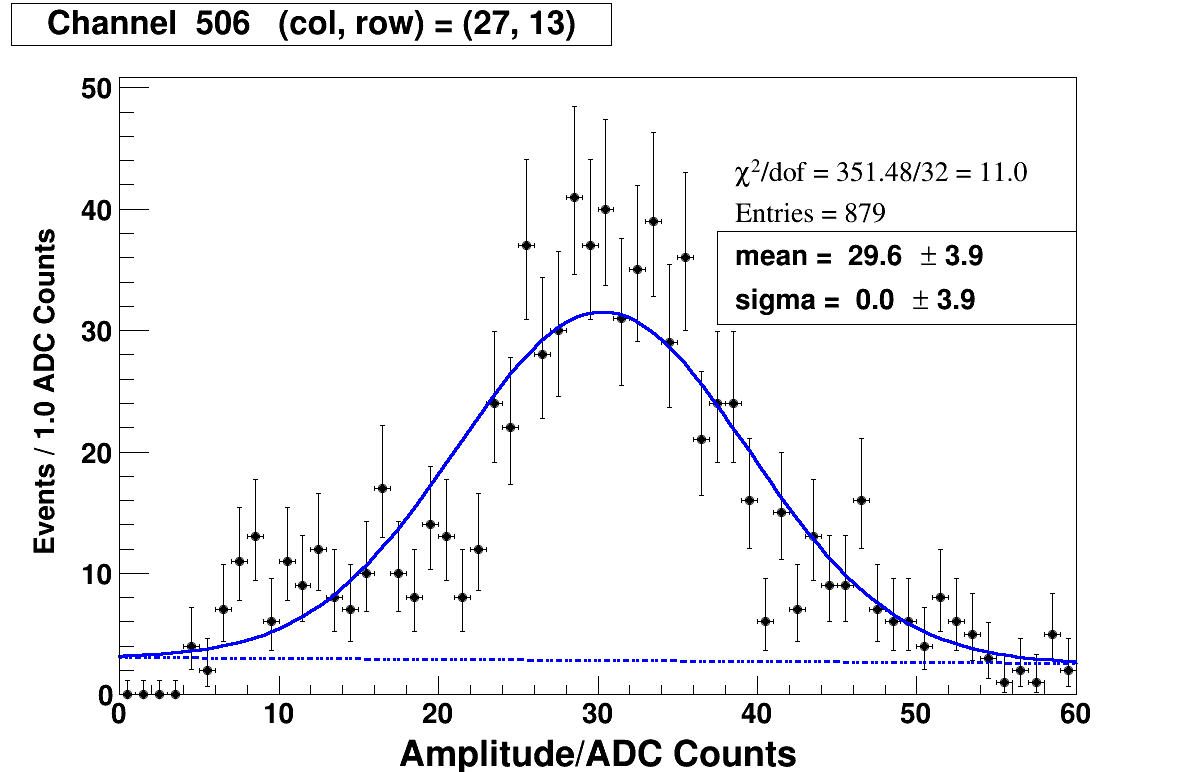 Channel 506 (col, row) = (27, 13)
χ²/dof = 351.48/32 = 11.0
Entries = 879
mean = 29.6 ± 3.9
sigma = 0.0 ± 3.9
Events / 1.0 ADC Counts
50
40
30
20
10
0
0 10 20 30 40 50 60
Amplitude/ADC Counts